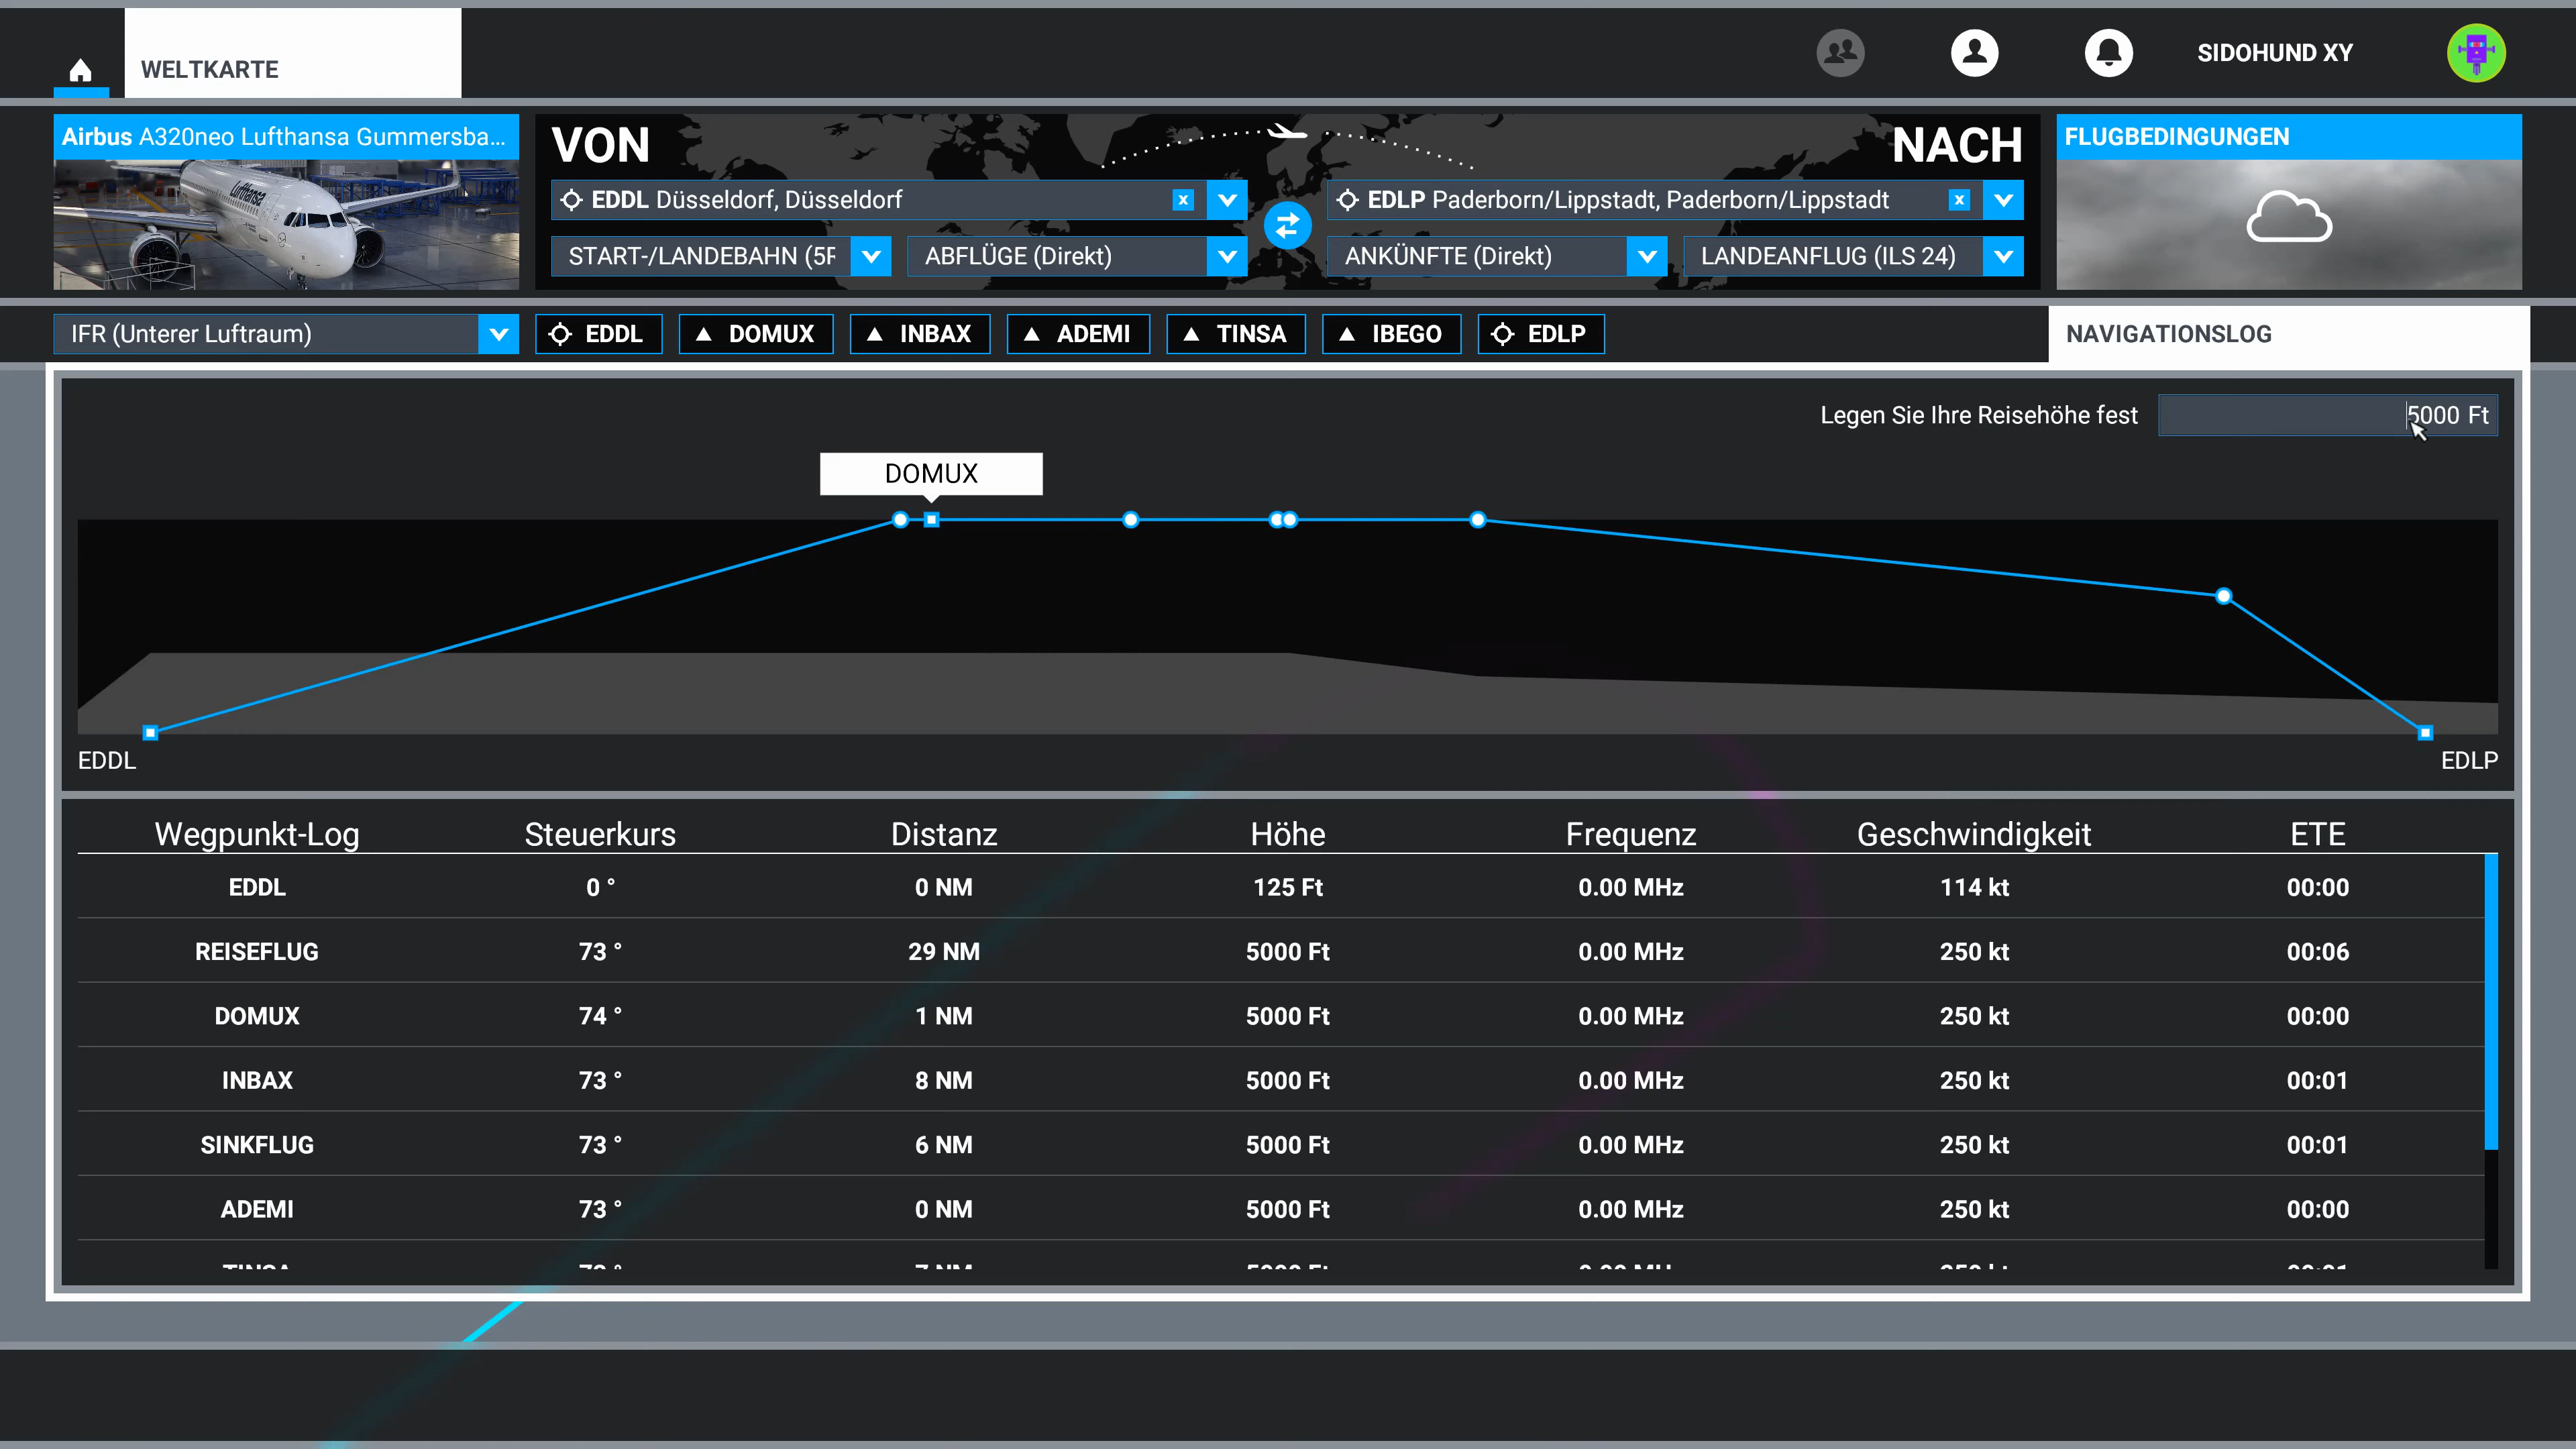 WELTKARTE
SIDOHUND XY
Airbus A320neo Lufthansa Gummersba...
Lufthansa
VON
NACH
EDDL Düsseldorf, Düsseldorf
x
EDLP Paderborn/Lippstadt, Paderborn/Lippstadt
x
START-/LANDEBAHN (5R
ABFLÜGE (Direkt)
ANKÜNFTE (Direkt)
LANDEANFLUG (ILS 24)
FLUGBEDINGUNGEN
IFR (Unterer Luftraum)
EDDL
DOMUX
INBAX
ADEMI
TINSA
IBEGO
EDLP
NAVIGATIONSLOG
Legen Sie Ihre Reisehöhe fest
5000 Ft
DOMUX
EDDL
EDLP
Wegpunkt-Log Steuerkurs Distanz Höhe Frequenz Geschwindigkeit ETE
EDDL 0 ° 0 NM 125 Ft 0.00 MHz 114 kt 00:00
REISEFLUG 73 ° 29 NM 5000 Ft 0.00 MHz 250 kt 00:06
DOMUX 74 ° 1 NM 5000 Ft 0.00 MHz 250 kt 00:00
INBAX 73 ° 8 NM 5000 Ft 0.00 MHz 250 kt 00:01
SINKFLUG 73 ° 6 NM 5000 Ft 0.00 MHz 250 kt 00:01
ADEMI 73 ° 0 NM 5000 Ft 0.00 MHz 250 kt 00:00